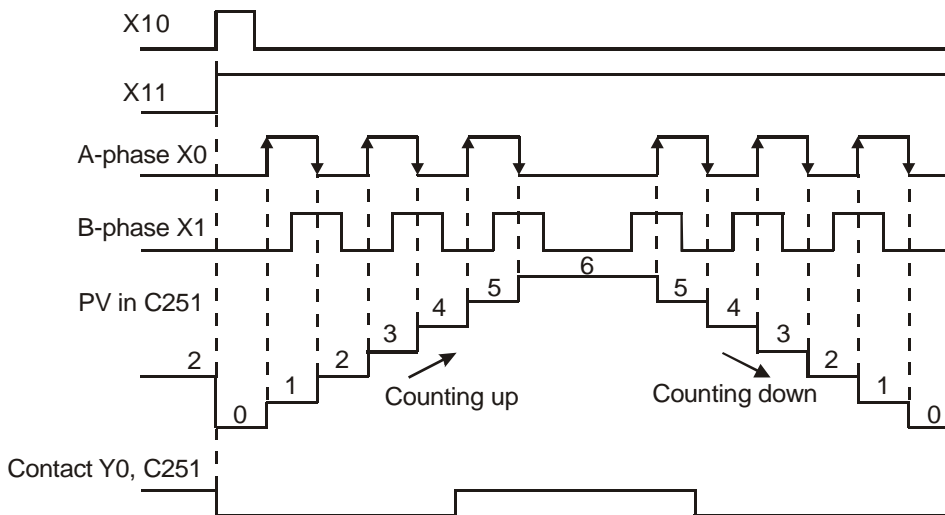 X10
X11
A-phase X0
B-phase X1
PV in C251
6
5 5
4 4
3 3
2 2 2
1 1
0 0
Counting up
Counting down
Contact Y0, C251